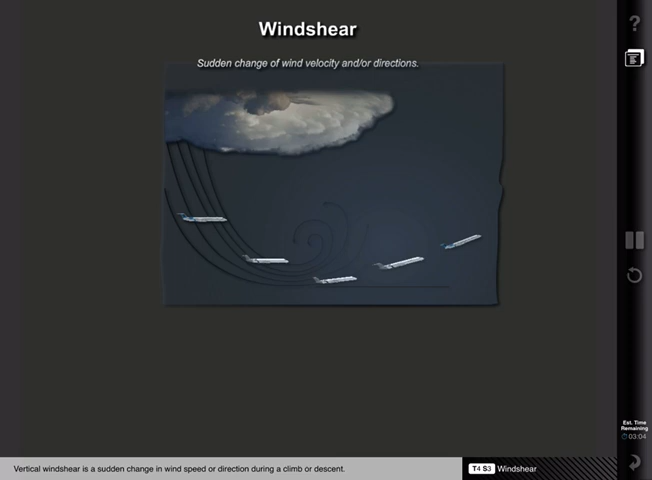 Windshear
Sudden change of wind velocity and/or directions.
?
Est. Time
Remaining
03:04
Vertical windshear is a sudden change in wind speed or direction during a climb or descent.
T4 S3 Windshear